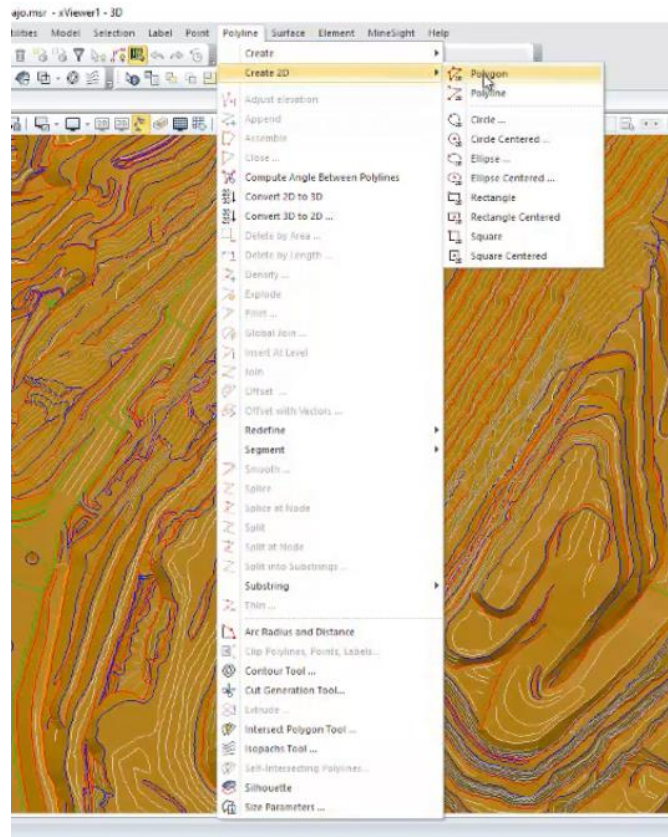 ajo.msr - xViewer1 - 3D
ilities Model Selection Label Point Polyline Surface Element MineSight Help
Create
Create 2D
Adjust elevation
Append
Assemble
Close ...
Compute Angle Between Polylines
Convert 2D to 3D
Convert 3D to 2D ...
Delete by Area ...
Delete by Length ...
Density ...
Explode
Fillet ...
Global Join ...
Insert At Level
Join
Offset ...
Offset with Vectors ...
Redefine
Segment
Smooth ...
Splice
Splice at Node
Split
Split at Node
Split into Substrings ...
Substring
Thin ...
Arc Radius and Distance
Clip Polylines, Points, Labels...
Contour Tool ...
Cut Generation Tool...
Extrude ...
Intersect Polygon Tool ...
Isopachs Tool ...
Self-Intersecting Polylines...
Silhouette
Size Parameters ...
Polygon
Polyline
Circle ...
Circle Centered ...
Ellipse ...
Ellipse Centered ...
Rectangle
Rectangle Centered
Square
Square Centered